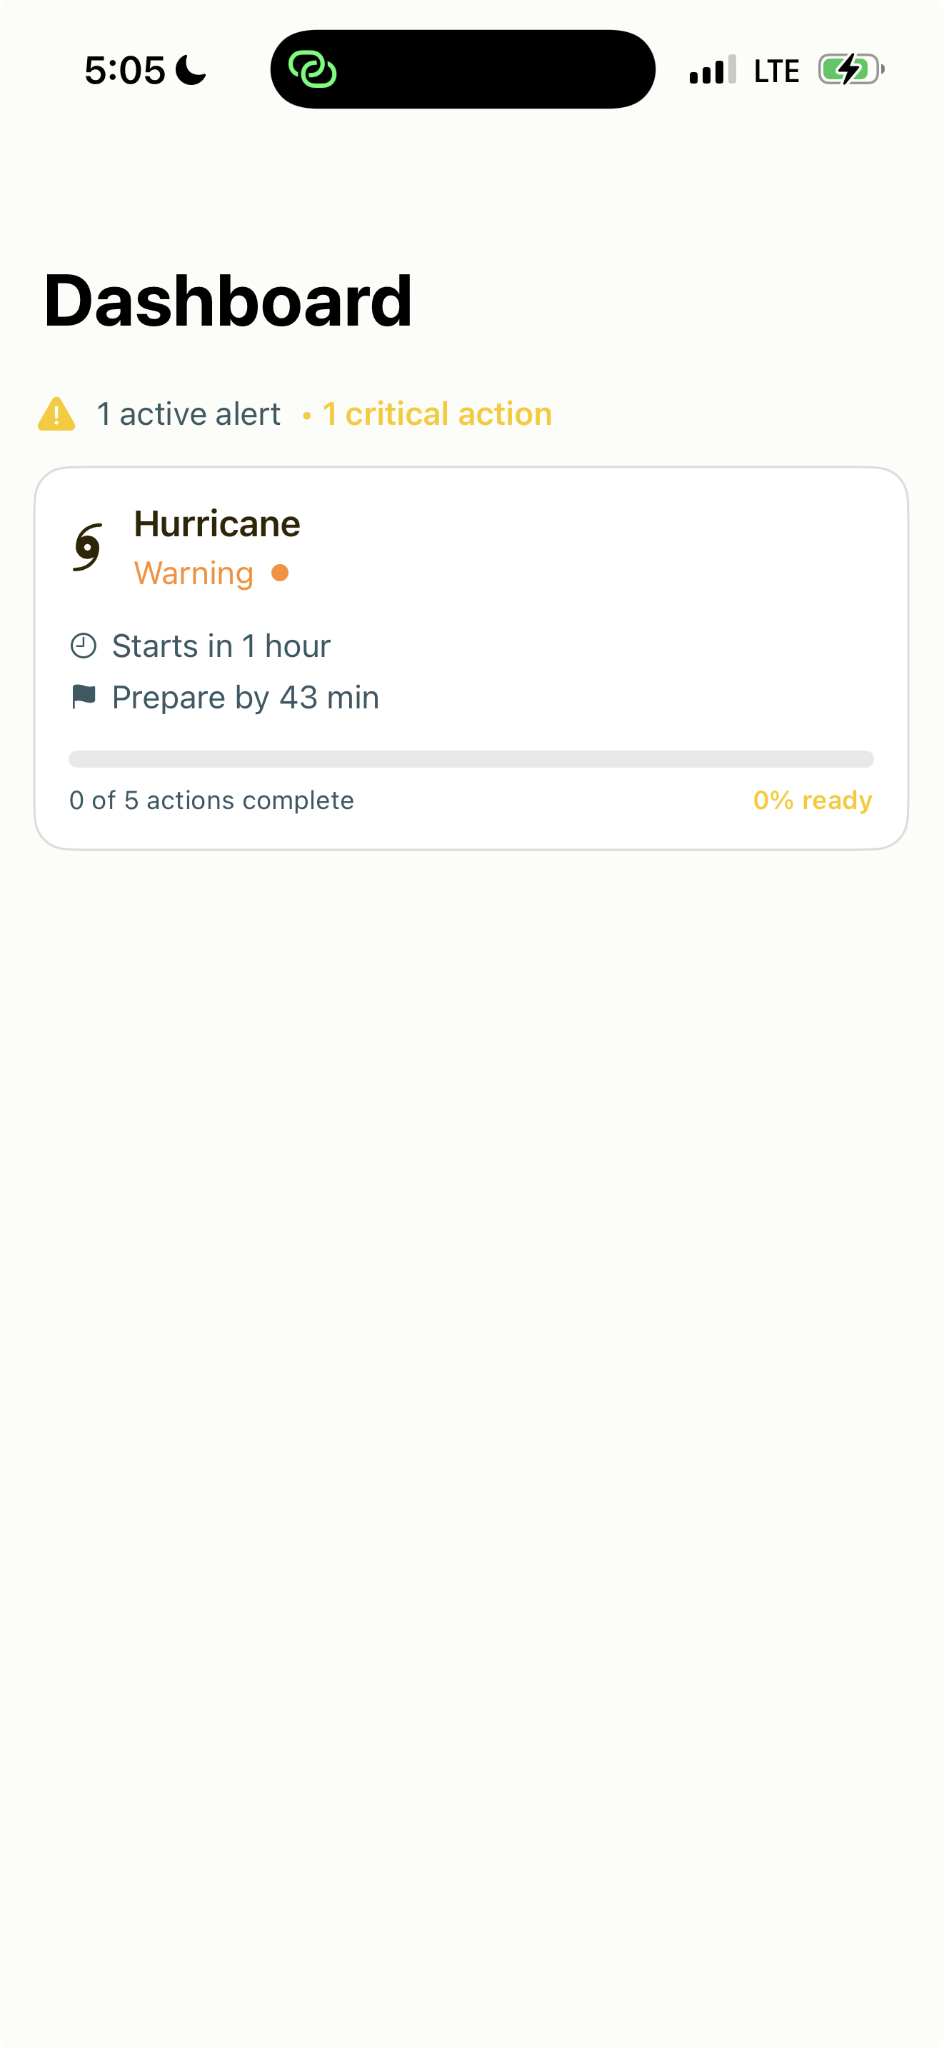 5:05
LTE
Dashboard
1 active alert • 1 critical action
Hurricane
Warning
Starts in 1 hour
Prepare by 43 min
0 of 5 actions complete
0% ready